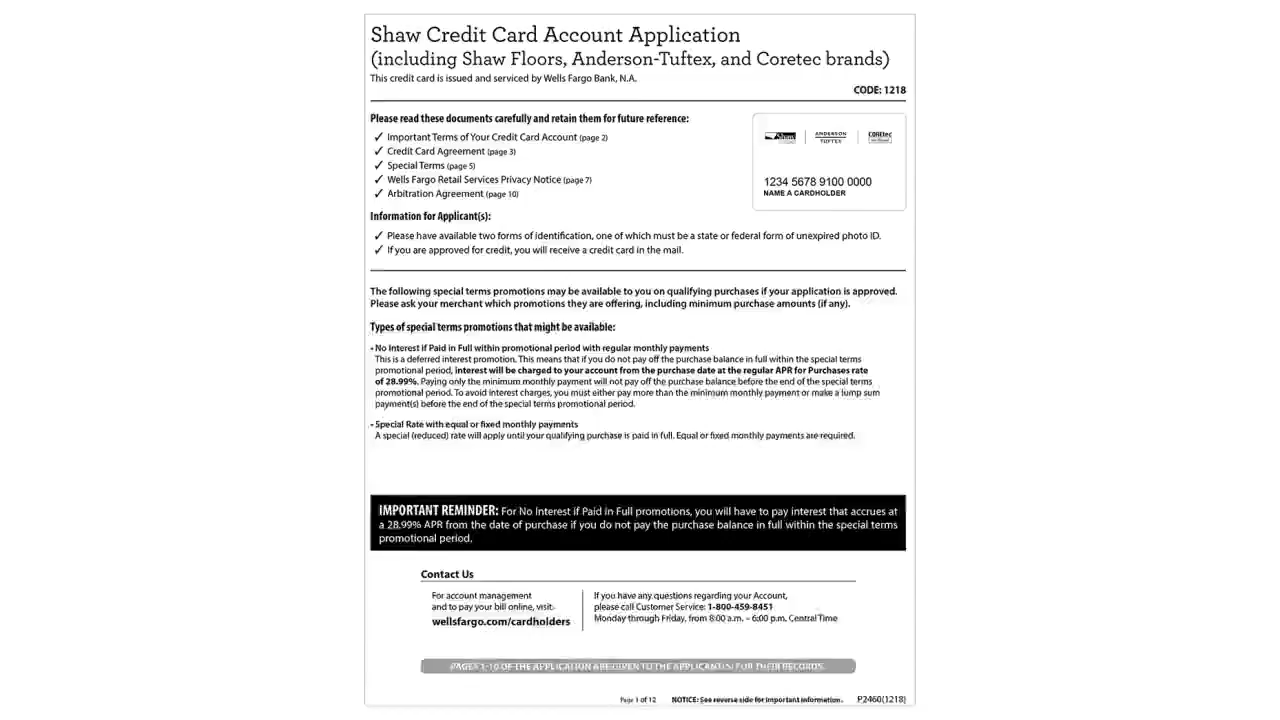 Shaw Credit Card Account Application
(including Shaw Floors, Anderson-Tuftex, and Coretec brands)
This credit card is issued and serviced by Wells Fargo Bank, N.A.
CODE: 1218
Please read these documents carefully and retain them for future reference:
✓ Important Terms of Your Credit Card Account (page 2)
✓ Credit Card Agreement (page 3)
✓ Special Terms (page 5)
✓ Wells Fargo Retail Services Privacy Notice (page 7)
✓ Arbitration Agreement (page 10)
Shaw
ANDERSON
TUFTEX
COREtec
1234 5678 9100 0000
NAME A CARDHOLDER
Information for Applicant(s):
✓ Please have available two forms of identification, one of which must be a state or federal form of unexpired photo ID.
✓ If you are approved for credit, you will receive a credit card in the mail.
The following special terms promotions may be available to you on qualifying purchases if your application is approved.
Please ask your merchant which promotions they are offering, including minimum purchase amounts (if any).
Types of special terms promotions that might be available:
• No Interest if Paid in Full within promotional period with regular monthly payments
This is a deferred interest promotion. This means that if you do not pay off the purchase balance in full within the special terms
promotional period, interest will be charged to your account from the purchase date at the regular APR for Purchases rate
of 28.99%. Paying only the minimum monthly payment will not pay off the purchase balance before the end of the special terms
promotional period. To avoid interest charges, you must either pay more than the minimum monthly payment or make a lump sum
payment(s) before the end of the special terms promotional period.
• Special Rate with equal or fixed monthly payments
A special (reduced) rate will apply until your qualifying purchase is paid in full. Equal or fixed monthly payments are required.
IMPORTANT REMINDER: For No Interest if Paid in Full promotions, you will have to pay interest that accrues at
a 28.99% APR from the date of purchase if you do not pay the purchase balance in full within the special terms
promotional period.
Contact Us
For account management
and to pay your bill online, visit:
wellsfargo.com/cardholders
If you have any questions regarding your Account,
please call Customer Service: 1-800-459-8451
Monday through Friday, from 8:00 a.m. – 6:00 p.m. Central Time
PAGES 1-10 OF THE APPLICATION ARE GIVEN TO THE APPLICANT(S) FOR THEIR RECORDS.
Page 1 of 12
NOTICE: See reverse side for important information.
P2460(1218)